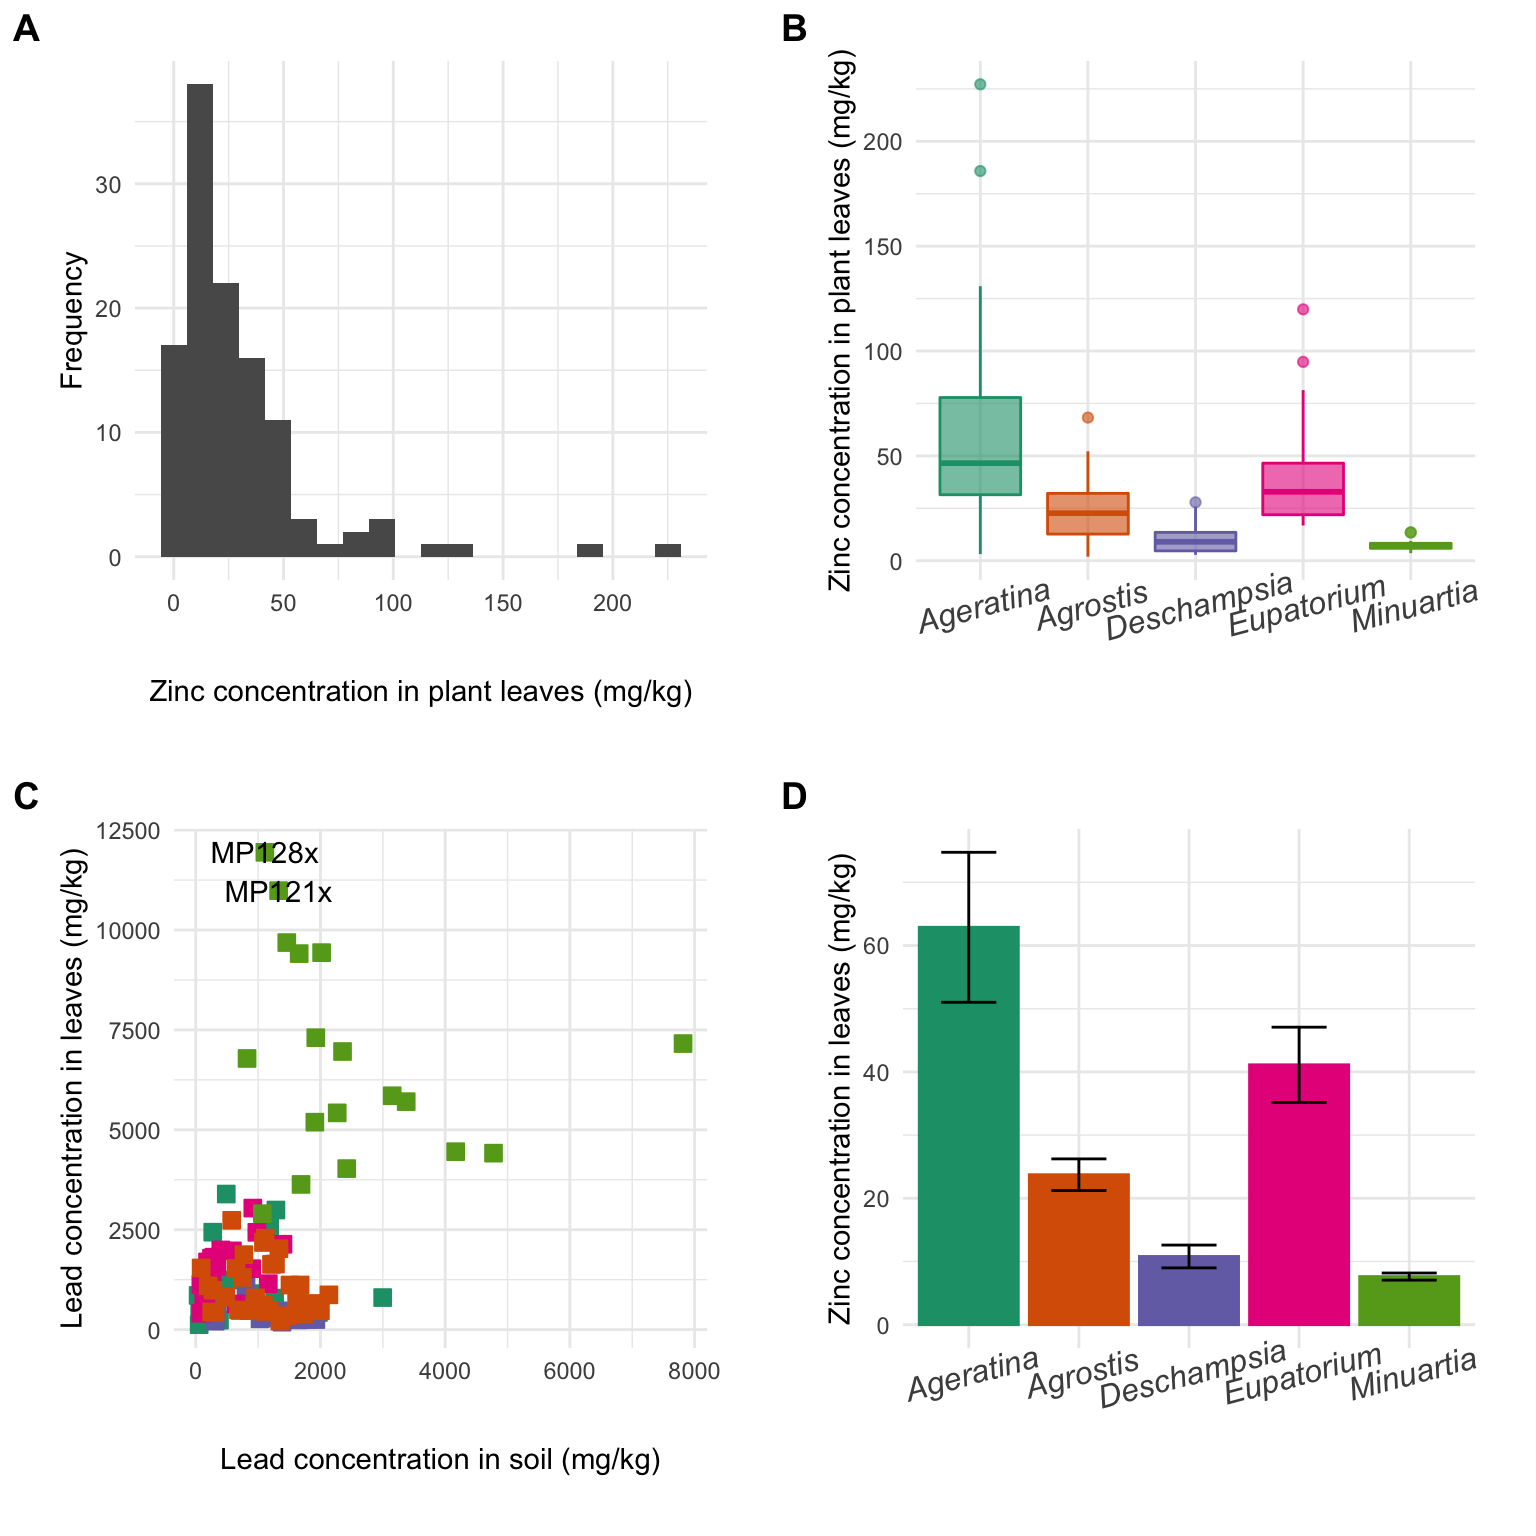 A
Frequency
30
20
10
0
0 50 100 150 200
Zinc concentration in plant leaves (mg/kg)
B
Zinc concentration in plant leaves (mg/kg)
200
150
100
50
0
Ageratina
Agrostis
Deschampsia
Eupatorium
Minuartia
C
Lead concentration in leaves (mg/kg)
12500
10000
7500
5000
2500
0
MP128x
MP121x
0 2000 4000 6000 8000
Lead concentration in soil (mg/kg)
D
Zinc concentration in leaves (mg/kg)
60
40
20
0
Ageratina
Agrostis
Deschampsia
Eupatorium
Minuartia